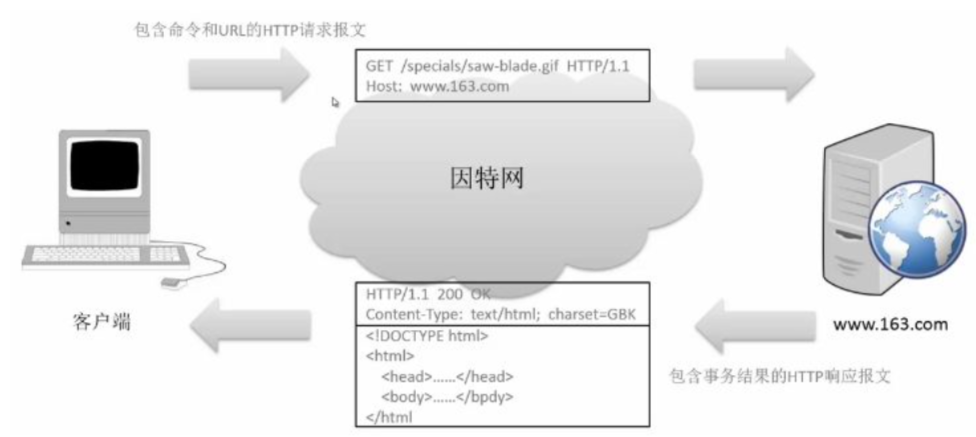 包含命令和URL的HTTP请求报文
GET /specials/saw-blade.gif HTTP/1.1
Host: www.163.com
因特网
HTTP/1.1 200 OK
Content-Type: text/html; charset=GBK
<!DOCTYPE html>
<html>
<head>……</head>
<body>……</bpdy>
</html
客户端
www.163.com
包含事务结果的HTTP响应报文